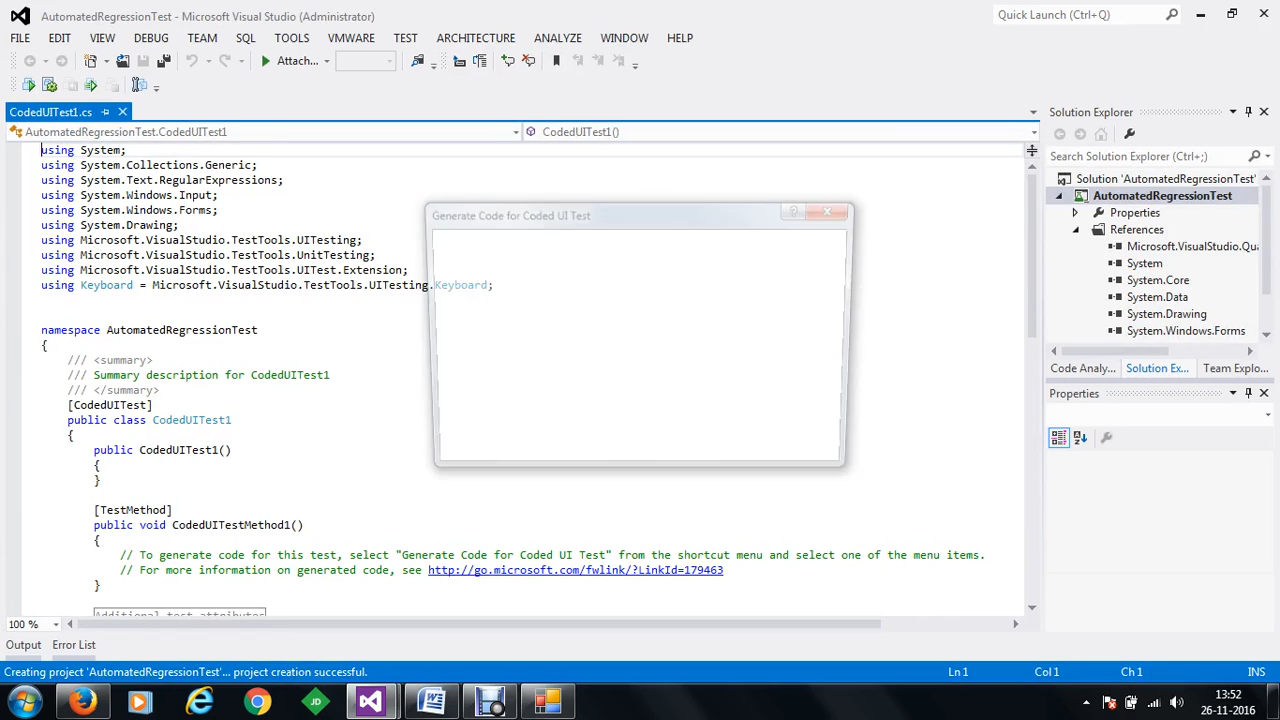 AutomatedRegressionTest - Microsoft Visual Studio (Administrator)
Quick Launch (Ctrl+Q)
FILE EDIT VIEW DEBUG TEAM SQL TOOLS VMWARE TEST ARCHITECTURE ANALYZE WINDOW HELP
Attach...
CodedUITest1.cs
AutomatedRegressionTest.CodedUITest1
CodedUITest1()
using System;
using System.Collections.Generic;
using System.Text.RegularExpressions;
using System.Windows.Input;
using System.Windows.Forms;
using System.Drawing;
using Microsoft.VisualStudio.TestTools.UITesting;
using Microsoft.VisualStudio.TestTools.UnitTesting;
using Microsoft.VisualStudio.TestTools.UITest.Extension;
using Keyboard = Microsoft.VisualStudio.TestTools.UITesting.Keyboard;
namespace AutomatedRegressionTest
{
/// <summary>
/// Summary description for CodedUITest1
/// </summary>
[CodedUITest]
public class CodedUITest1
{
public CodedUITest1()
{
}
[TestMethod]
public void CodedUITestMethod1()
{
// To generate code for this test, select "Generate Code for Coded UI Test" from the shortcut menu and select one of the menu items.
// For more information on generated code, see http://go.microsoft.com/fwlink/?LinkId=179463
}
Additional test attributes
Generate Code for Coded UI Test
100 %
Solution Explorer
Search Solution Explorer (Ctrl+;)
Solution 'AutomatedRegressionTest'
AutomatedRegressionTest
Properties
References
Microsoft.VisualStudio.Qua
System
System.Core
System.Data
System.Drawing
System.Windows.Forms
Code Analy... Solution Ex... Team Explo...
Properties
Output Error List
Creating project 'AutomatedRegressionTest'... project creation successful.
Ln 1 Col 1 Ch 1 INS
JD
13:52
26-11-2016